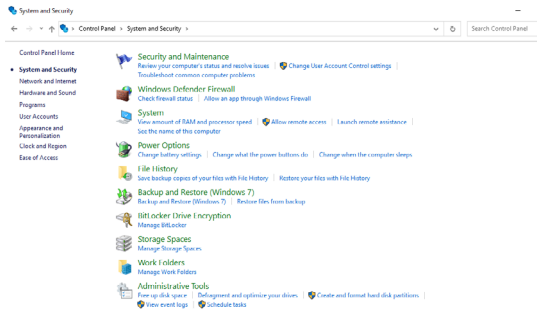 System and Security
Control Panel > System and Security >
Search Control Panel
Control Panel Home
System and Security
Network and Internet
Hardware and Sound
Programs
User Accounts
Appearance and
Personalization
Clock and Region
Ease of Access
Security and Maintenance
Review your computer's status and resolve issues | Change User Account Control settings |
Troubleshoot common computer problems
Windows Defender Firewall
Check firewall status | Allow an app through Windows Firewall
System
View amount of RAM and processor speed | Allow remote access | Launch remote assistance |
See the name of this computer
Power Options
Change battery settings | Change what the power buttons do | Change when the computer sleeps
File History
Save backup copies of your files with File History | Restore your files with File History
Backup and Restore (Windows 7)
Backup and Restore (Windows 7) | Restore files from backup
BitLocker Drive Encryption
Manage BitLocker
Storage Spaces
Manage Storage Spaces
Work Folders
Manage Work Folders
Administrative Tools
Free up disk space | Defragment and optimize your drives | Create and format hard disk partitions |
View event logs | Schedule tasks